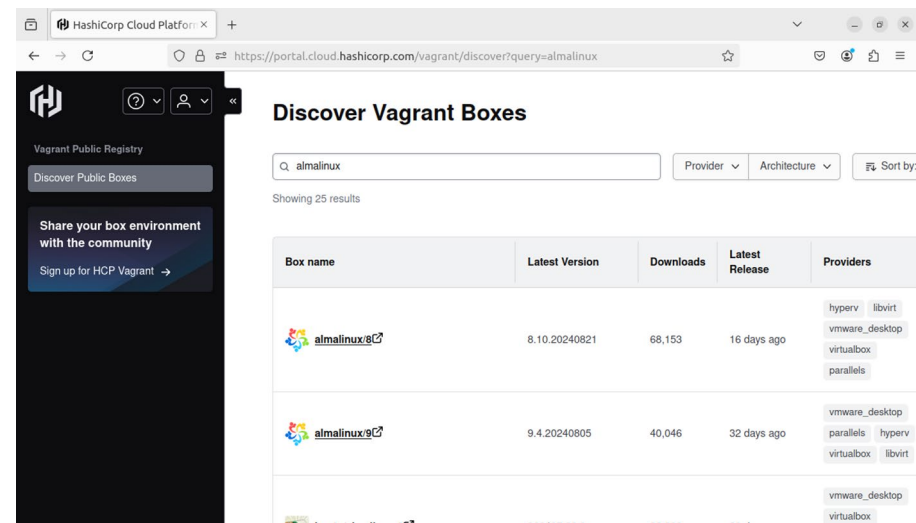 HashiCorp Cloud Platform
https://portal.cloud.hashicorp.com/vagrant/discover?query=almalinux
Vagrant Public Registry
Discover Public Boxes
Share your box environment
with the community
Sign up for HCP Vagrant →
Discover Vagrant Boxes
almalinux
Provider
Architecture
Sort by:
Showing 25 results
Box name
Latest Version
Downloads
Latest
Release
Providers
almalinux/8
8.10.20240821
68,153
16 days ago
hyperv libvirt
vmware_desktop
virtualbox
parallels
almalinux/9
9.4.20240805
40,046
32 days ago
vmware_desktop
parallels hyperv
virtualbox libvirt
vmware_desktop
virtualbox